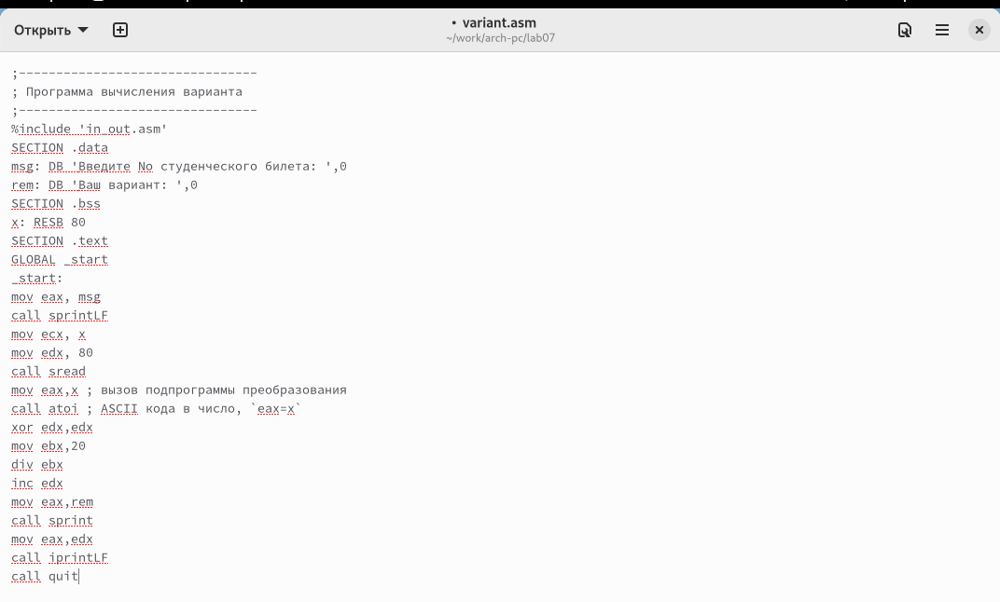 Открыть
• variant.asm
~/work/arch-pc/lab07
;--------------------------------
; Программа вычисления варианта
;--------------------------------
%include 'in_out.asm'
SECTION .data
msg: DB 'Введите No студенческого билета: ',0
rem: DB 'Ваш вариант: ',0
SECTION .bss
x: RESB 80
SECTION .text
GLOBAL _start
_start:
mov eax, msg
call sprintLF
mov ecx, x
mov edx, 80
call sread
mov eax,x ; вызов подпрограммы преобразования
call atoi ; ASCII кода в число, `eax=x`
xor edx,edx
mov ebx,20
div ebx
inc edx
mov eax,rem
call sprint
mov eax,edx
call iprintLF
call quit